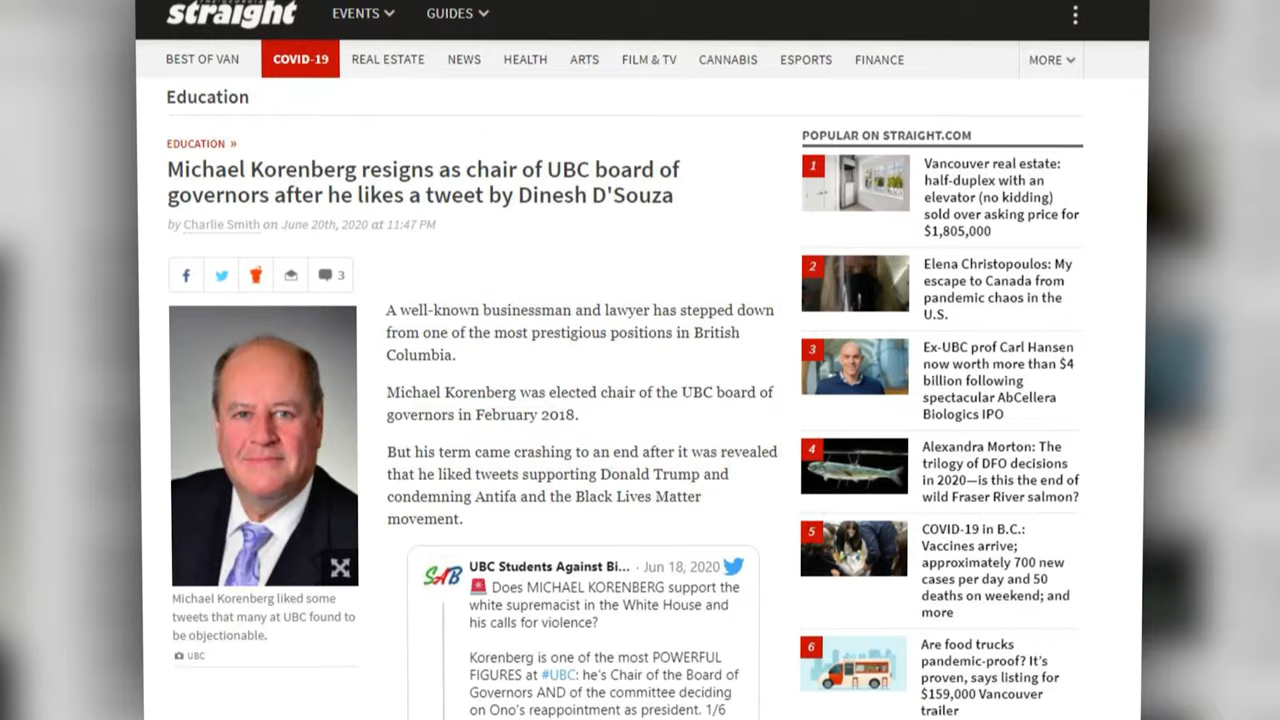 straight
EVENTS
GUIDES
BEST OF VAN
COVID-19
REAL ESTATE
NEWS
HEALTH
ARTS
FILM & TV
CANNABIS
ESPORTS
FINANCE
MORE
Education
EDUCATION »
Michael Korenberg resigns as chair of UBC board of
governors after he likes a tweet by Dinesh D'Souza
by Charlie Smith on June 20th, 2020 at 11:47 PM
3
A well-known businessman and lawyer has stepped down
from one of the most prestigious positions in British
Columbia.
Michael Korenberg was elected chair of the UBC board of
governors in February 2018.
But his term came crashing to an end after it was revealed
that he liked tweets supporting Donald Trump and
condemning Antifa and the Black Lives Matter
movement.
Michael Korenberg liked some
tweets that many at UBC found to
be objectionable.
UBC
SAB
UBC Students Against Bi... · Jun 18, 2020
🚨 Does MICHAEL KORENBERG support the
white supremacist in the White House and
his calls for violence?
Korenberg is one of the most POWERFUL
FIGURES at #UBC: he's Chair of the Board of
Governors AND of the committee deciding
on Ono's reappointment as president. 1/6
POPULAR ON STRAIGHT.COM
1
Vancouver real estate:
half-duplex with an
elevator (no kidding)
sold over asking price for
$1,805,000
2
Elena Christopoulos: My
escape to Canada from
pandemic chaos in the
U.S.
3
Ex-UBC prof Carl Hansen
now worth more than $4
billion following
spectacular AbCellera
Biologics IPO
4
Alexandra Morton: The
trilogy of DFO decisions
in 2020—is this the end of
wild Fraser River salmon?
5
COVID-19 in B.C.:
Vaccines arrive;
approximately 700 new
cases per day and 50
deaths on weekend; and
more
6
Are food trucks
pandemic-proof? It's
proven, says listing for
$159,000 Vancouver
trailer